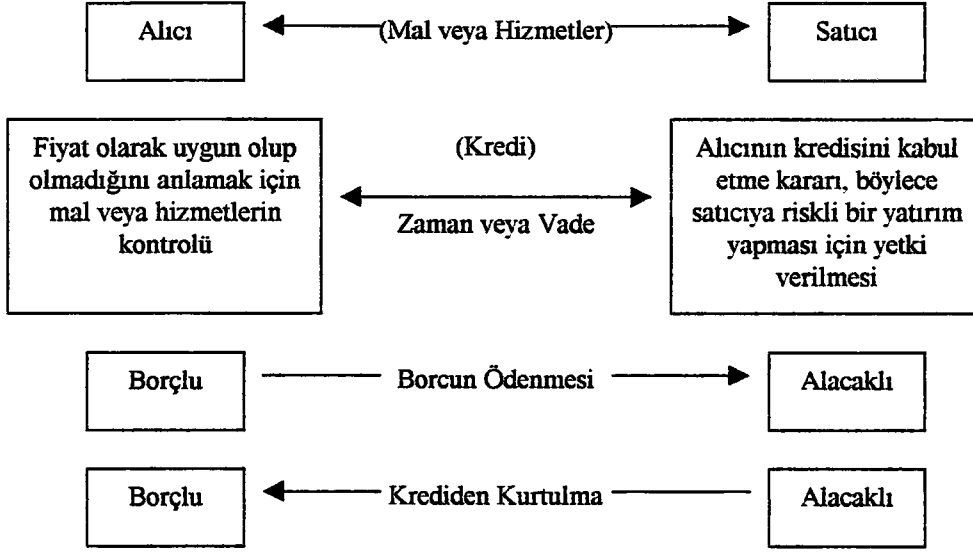 Alıcı
(Mal veya Hizmetler)
Satıcı
Fiyat olarak uygun olup
olmadığını anlamak için
mal veya hizmetlerin
kontrolü
(Kredi)
Zaman veya Vade
Alıcının kredisini kabul
etme kararı, böylece
satıcıya riskli bir yatırım
yapması için yetki
verilmesi
Borçlu
Borcun Ödenmesi
Alacaklı
Borçlu
Krediden Kurtulma
Alacaklı